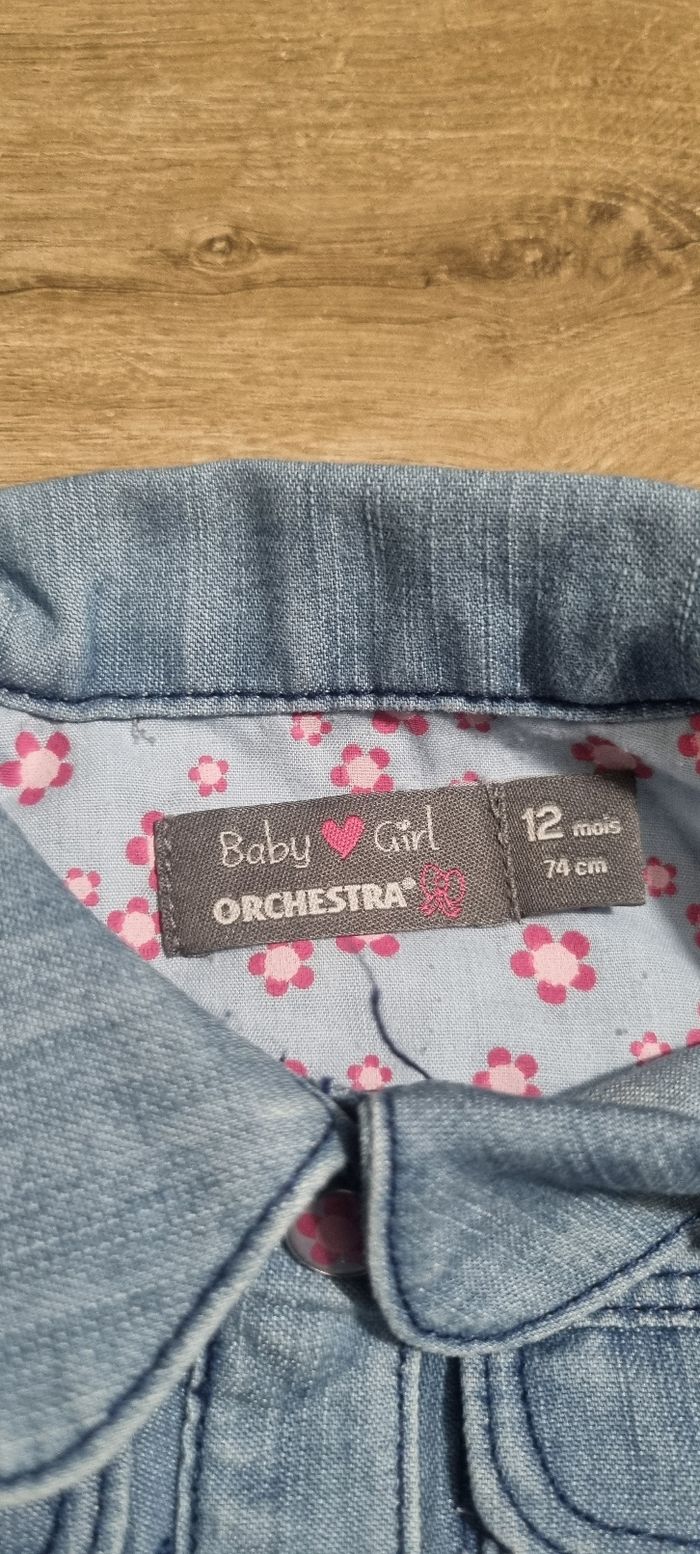 Baby Girl
ORCHESTRA®
12 mois
74 cm